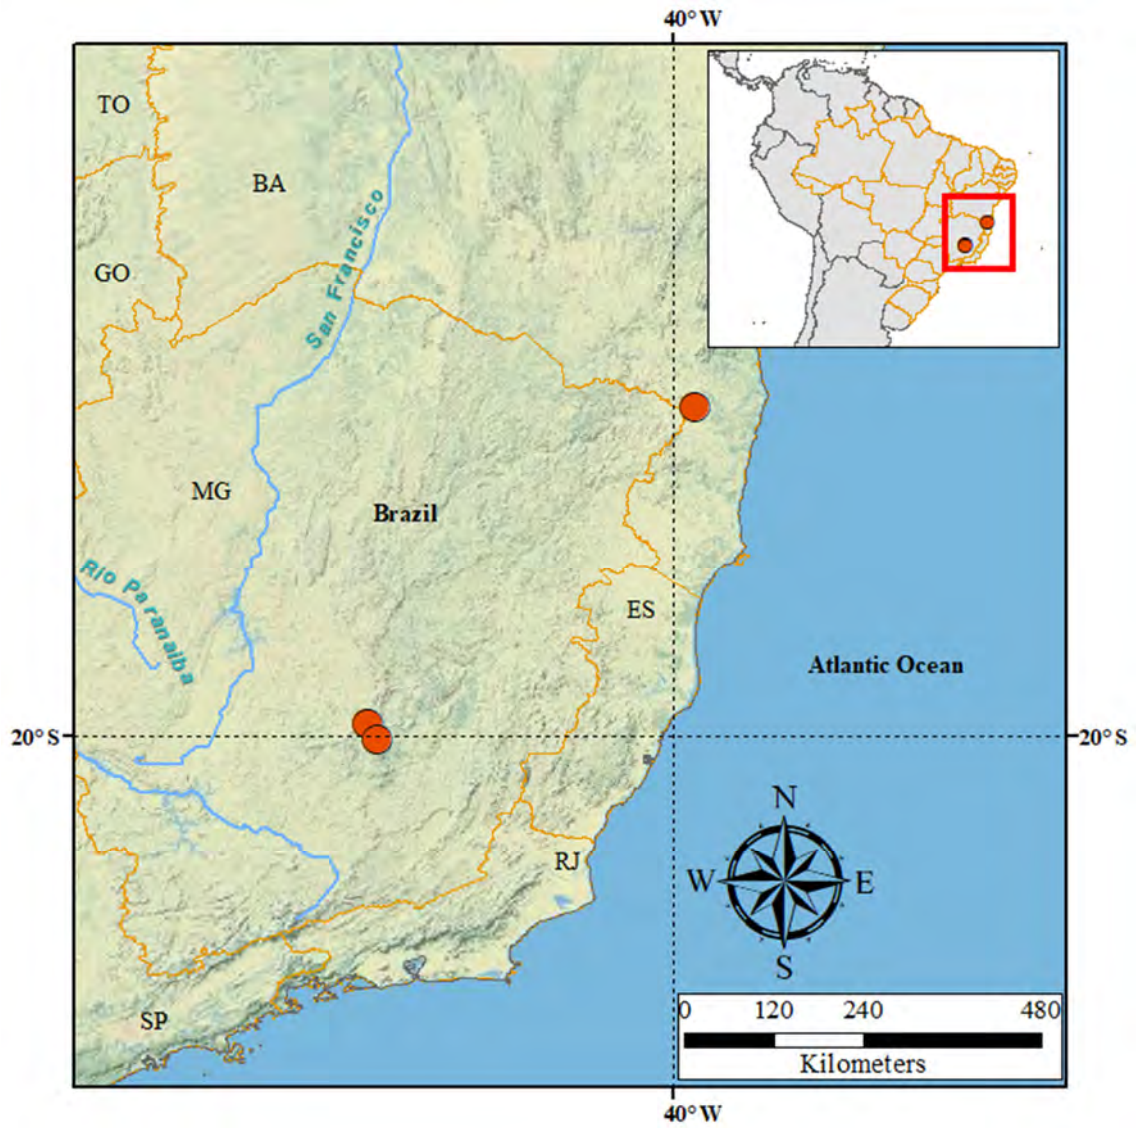 40° W
TO
BA
San Francisco
GO
MG
Brazil
Rio Paranaiba
ES
Atlantic Ocean
20° S
20° S
N
RJ
W
E
S
0 120 240 480
SP
Kilometers
40° W